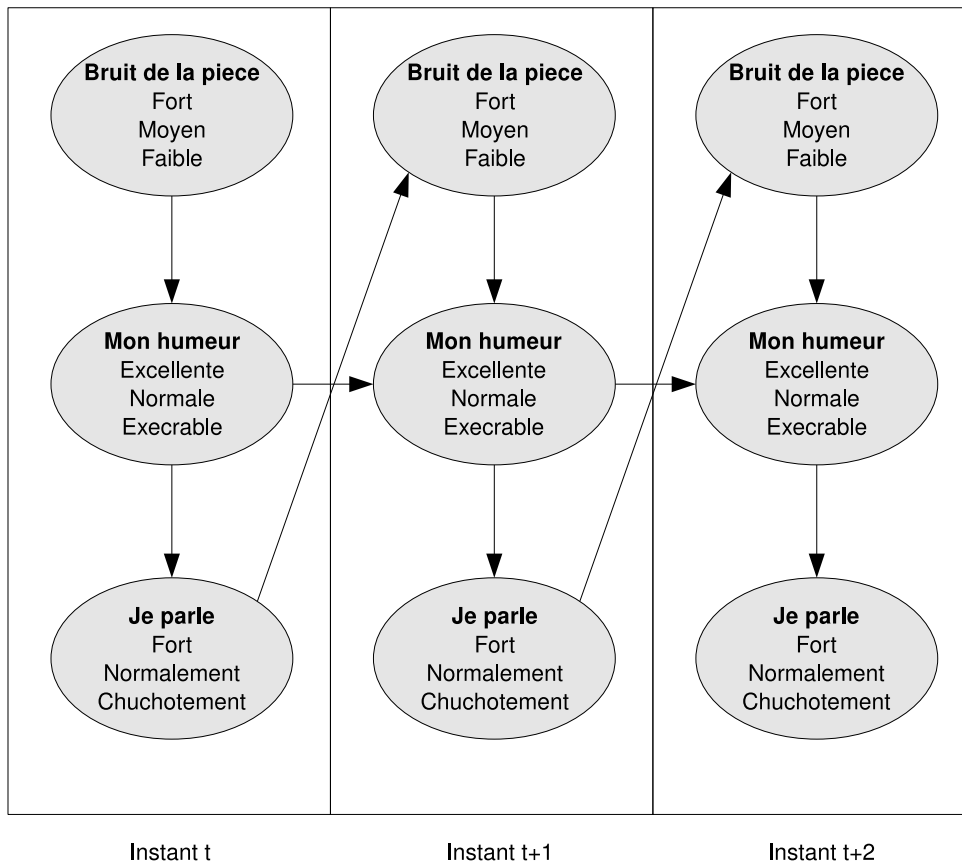 Bruit de la piece
Fort
Moyen
Faible
Mon humeur
Excellente
Normale
Execrable
Je parle
Fort
Normalement
Chuchotement
Instant t
Bruit de la piece
Fort
Moyen
Faible
Mon humeur
Excellente
Normale
Execrable
Je parle
Fort
Normalement
Chuchotement
Instant t+1
Bruit de la piece
Fort
Moyen
Faible
Mon humeur
Excellente
Normale
Execrable
Je parle
Fort
Normalement
Chuchotement
Instant t+2